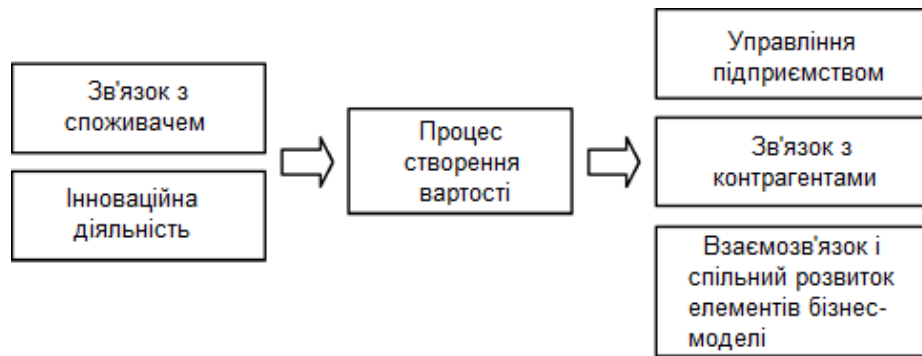 Зв'язок з
споживачем
Інноваційна
діяльність
Процес
створення
вартості
Управління
підприємством
Зв'язок з
контрагентами
Взаємозв'язок і
спільний розвиток
елементів бізнес-
моделі